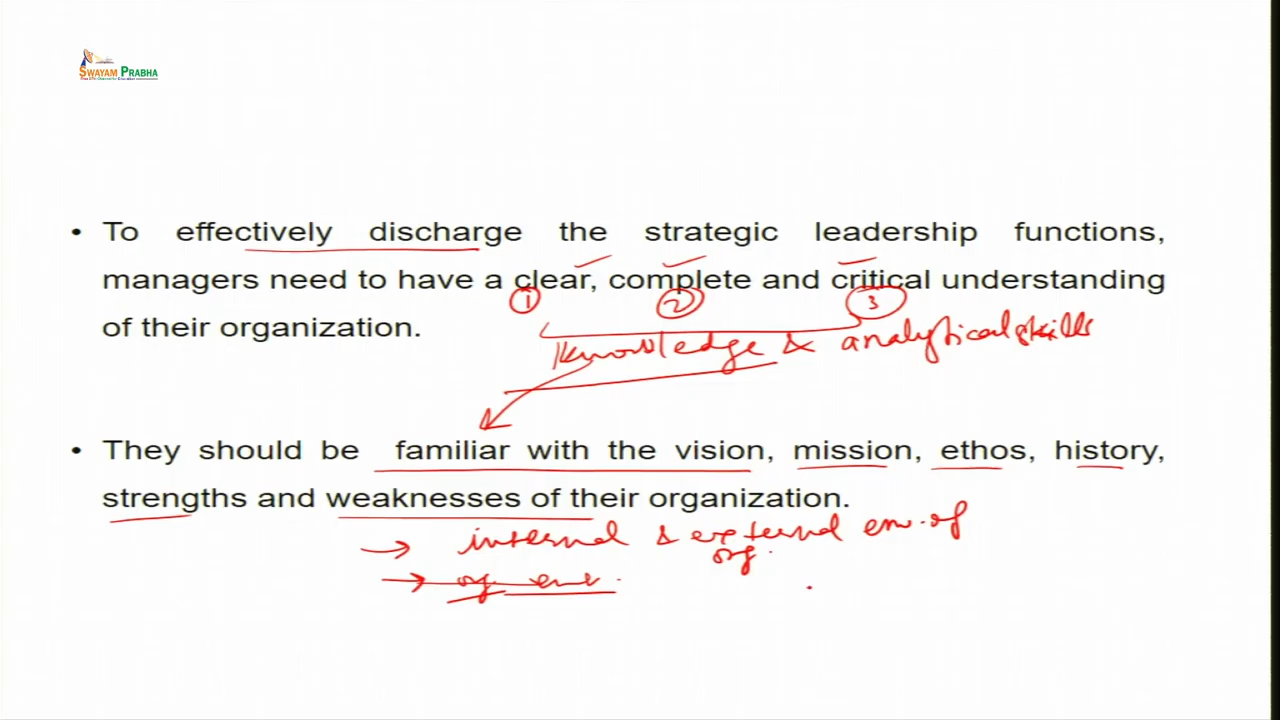 SWAYAM PRABHA
• To effectively discharge the strategic leadership functions,
managers need to have a clear, complete and critical understanding
① ② ③
of their organization.
knowledge & analytical skills
• They should be familiar with the vision, mission, ethos, history,
strengths and weaknesses of their organization.
→ internal & external env. of
org.
→ org env.